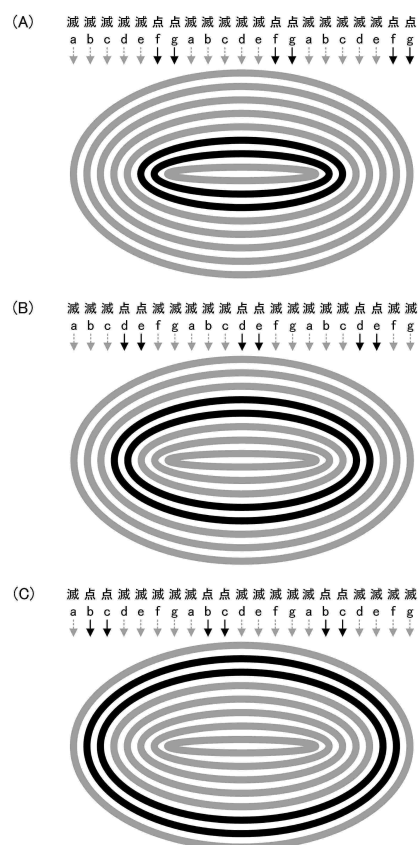 (A)
滅 滅 滅 滅 滅 点 点 滅 滅 滅 滅 滅 点 点 滅 滅 滅 滅 滅 点 点
a b c d e f g a b c d e f g a b c d e f g
(B)
滅 滅 滅 点 点 滅 滅 滅 滅 滅 点 点 滅 滅 滅 滅 滅 点 点 滅 滅
a b c d e f g a b c d e f g a b c d e f g
(C)
滅 点 点 滅 滅 滅 滅 滅 点 点 滅 滅 滅 滅 滅 点 点 滅 滅 滅 滅
a b c d e f g a b c d e f g a b c d e f g